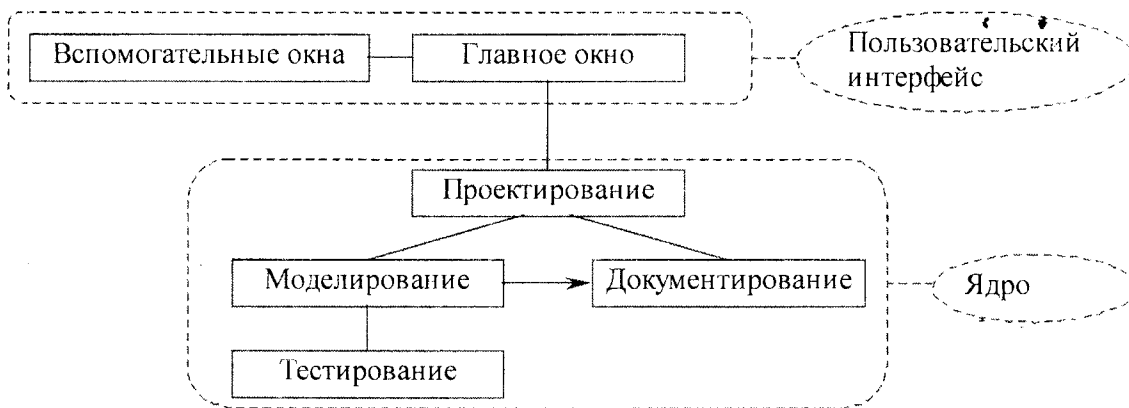 Вспомогательные окна
Главное окно
Пользовательский
интерфейс
Проектирование
Моделирование
Документирование
Ядро
Тестирование